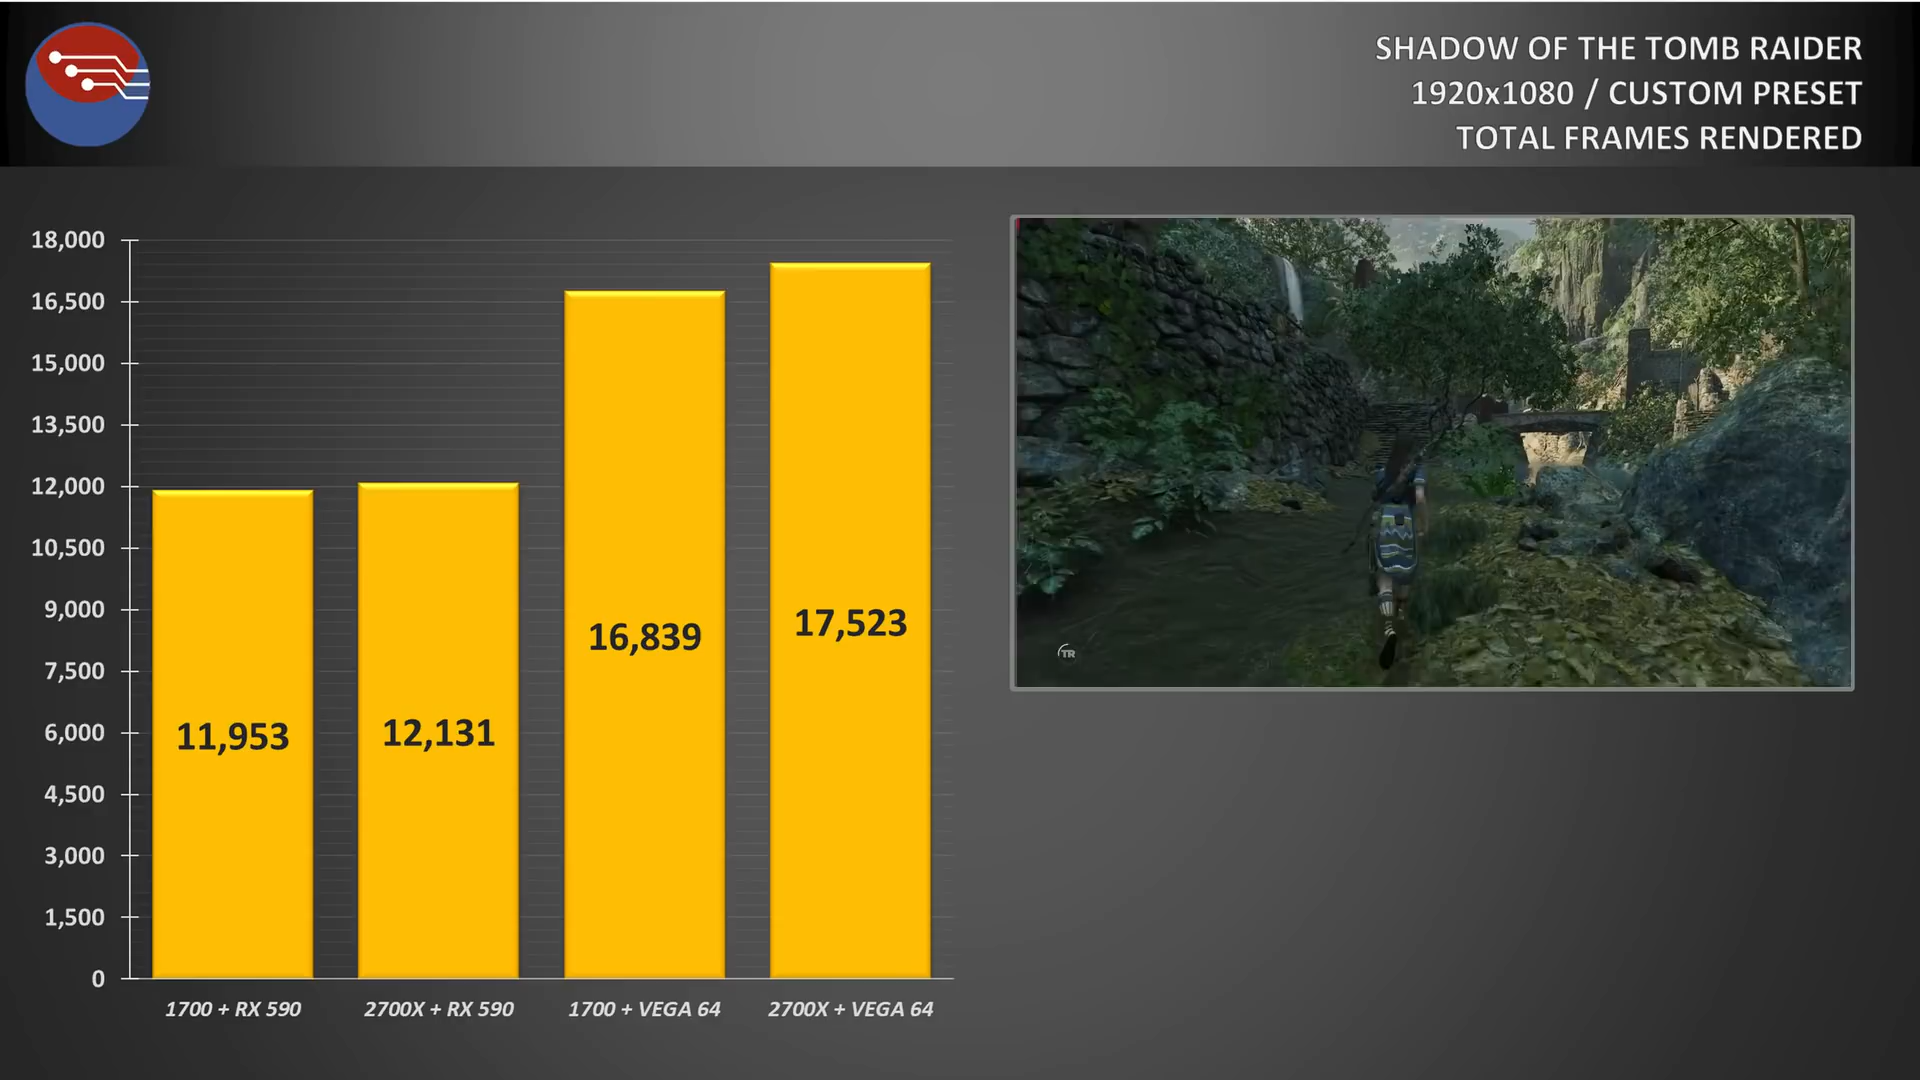 SHADOW OF THE TOMB RAIDER
1920x1080 / CUSTOM PRESET
TOTAL FRAMES RENDERED
18,000
16,500
15,000
13,500
12,000
10,500
9,000
7,500
6,000
4,500
3,000
1,500
0
11,953
12,131
16,839
17,523
1700 + RX 590
2700X + RX 590
1700 + VEGA 64
2700X + VEGA 64
TR